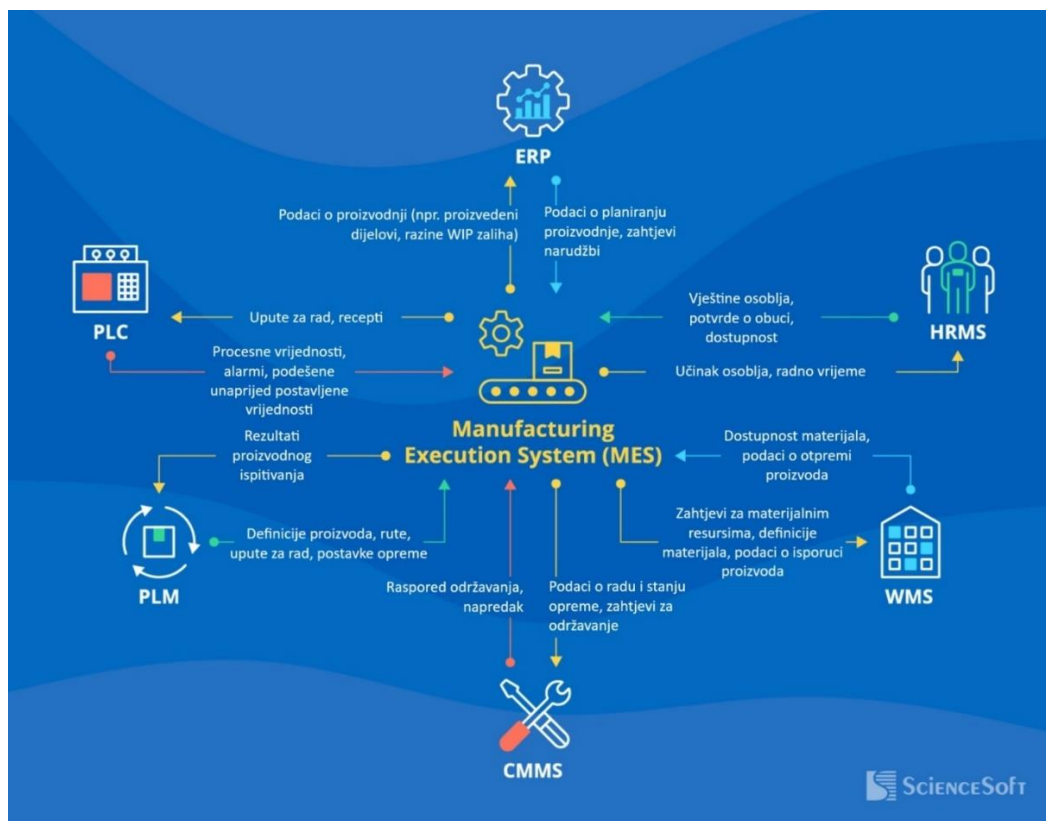 ERP
Podaci o proizvodnji (npr. proizvedeni
dijelovi, razine WIP zaliha)
Podaci o planiranju
proizvodnje, zahtjevi
narudžbi
PLC
Upute za rad, recepti
Procesne vrijednosti,
alarmi, podešene
unaprijed postavljene
vrijednosti
Vještine osoblja,
potvrde o obuci,
dostupnost
HRMS
Učinak osoblja, radno vrijeme
Manufacturing
Execution System (MES)
Rezultati
proizvodnog
ispitivanja
Definicije proizvoda, rute,
upute za rad, postavke opreme
PLM
Dostupnost materijala,
podaci o otpremi
proizvoda
Zahtjevi za materijalnim
resursima, definicije
materijala, podaci o isporuci
proizvoda
WMS
Raspored održavanja,
napredak
Podaci o radu i stanju
opreme, zahtjevi za
održavanje
CMMS
ScienceSoft